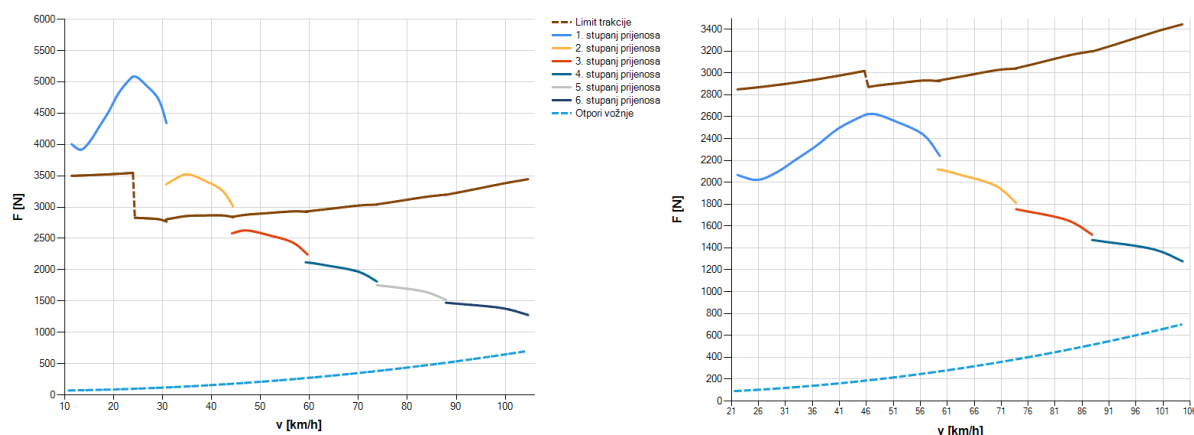 6000
5500
5000
4500
4000
3500
3000
2500
2000
1500
1000
500
0
F [N]
10 20 30 40 50 60 70 80 90 100
v [km/h]
Limit trakcije
1. stupanj prijenosa
2. stupanj prijenosa
3. stupanj prijenosa
4. stupanj prijenosa
5. stupanj prijenosa
6. stupanj prijenosa
Otpori vožnje
3400
3200
3000
2800
2600
2400
2200
2000
1800
1600
1400
1200
1000
800
600
400
200
0
F [N]
21 26 31 36 41 46 51 56 61 66 71 76 81 86 91 96 101 106
v [km/h]